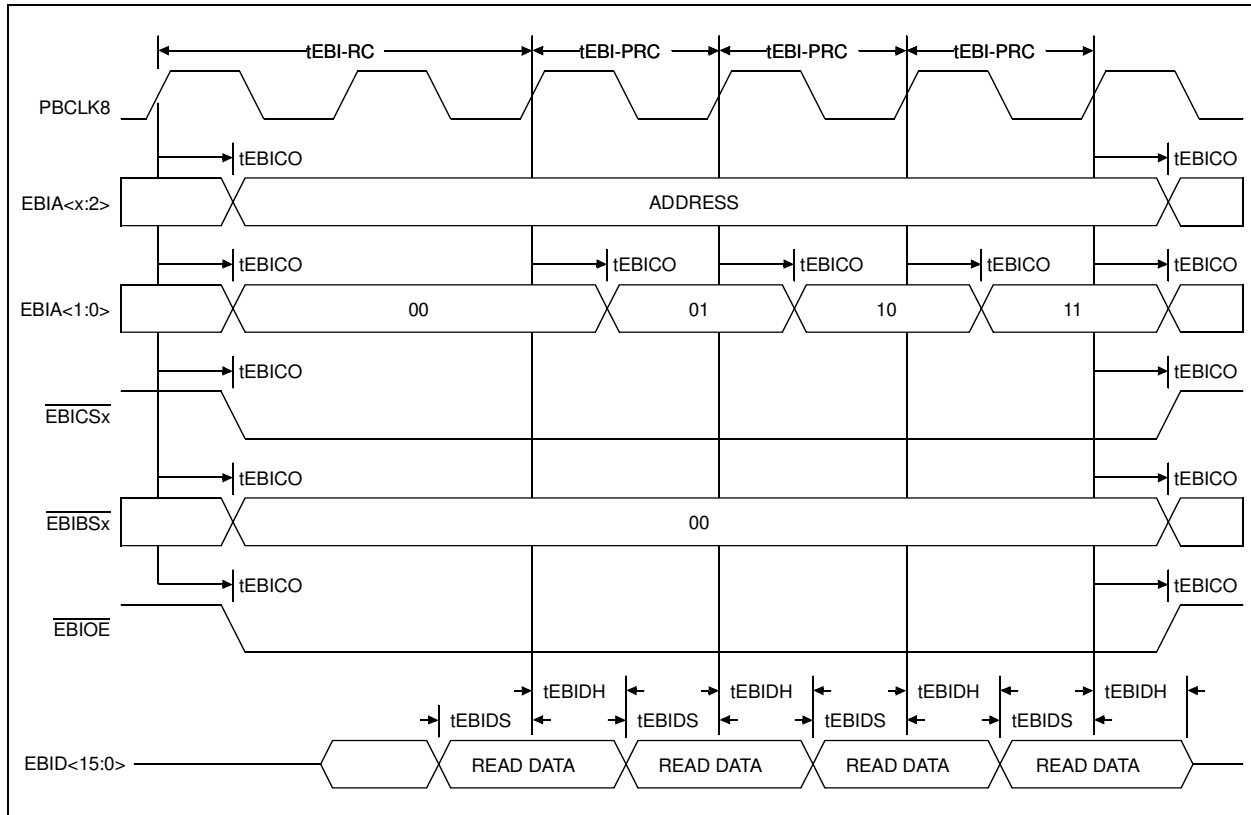 tEBI-RC tEBI-PRC tEBI-PRC tEBI-PRC
PBCLK8
tEBICO tEBICO
EBIA<x:2> ADDRESS
tEBICO tEBICO tEBICO tEBICO tEBICO
EBIA<1:0> 00 01 10 11
tEBICO tEBICO
EBICSx
tEBICO tEBICO
EBIBSx 00
tEBICO tEBICO
EBIOE
tEBIDH tEBIDH tEBIDH tEBIDH
tEBIDS tEBIDS tEBIDS tEBIDS
EBID<15:0> READ DATA READ DATA READ DATA READ DATA